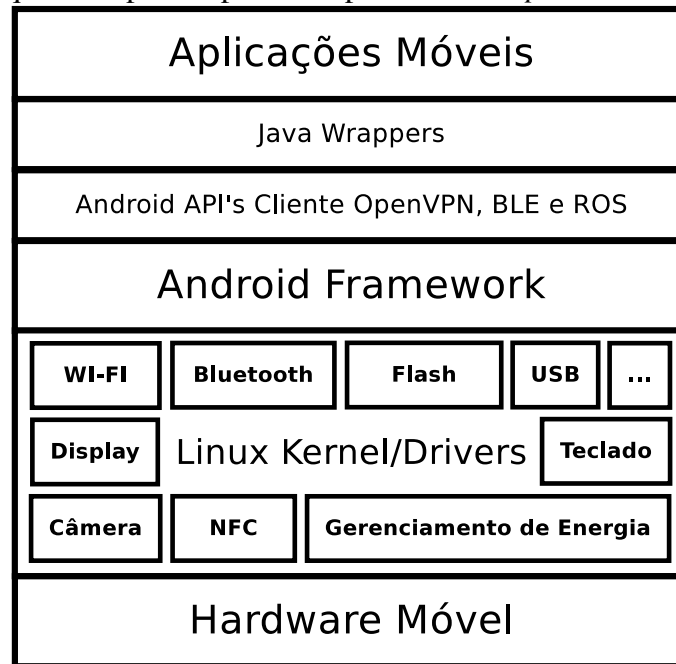 Aplicações Móveis
Java Wrappers
Android API's Cliente OpenVPN, BLE e ROS
Android Framework
WI-FI Bluetooth Flash USB ...
Display Linux Kernel/Drivers Teclado
Câmera NFC Gerenciamento de Energia
Hardware Móvel